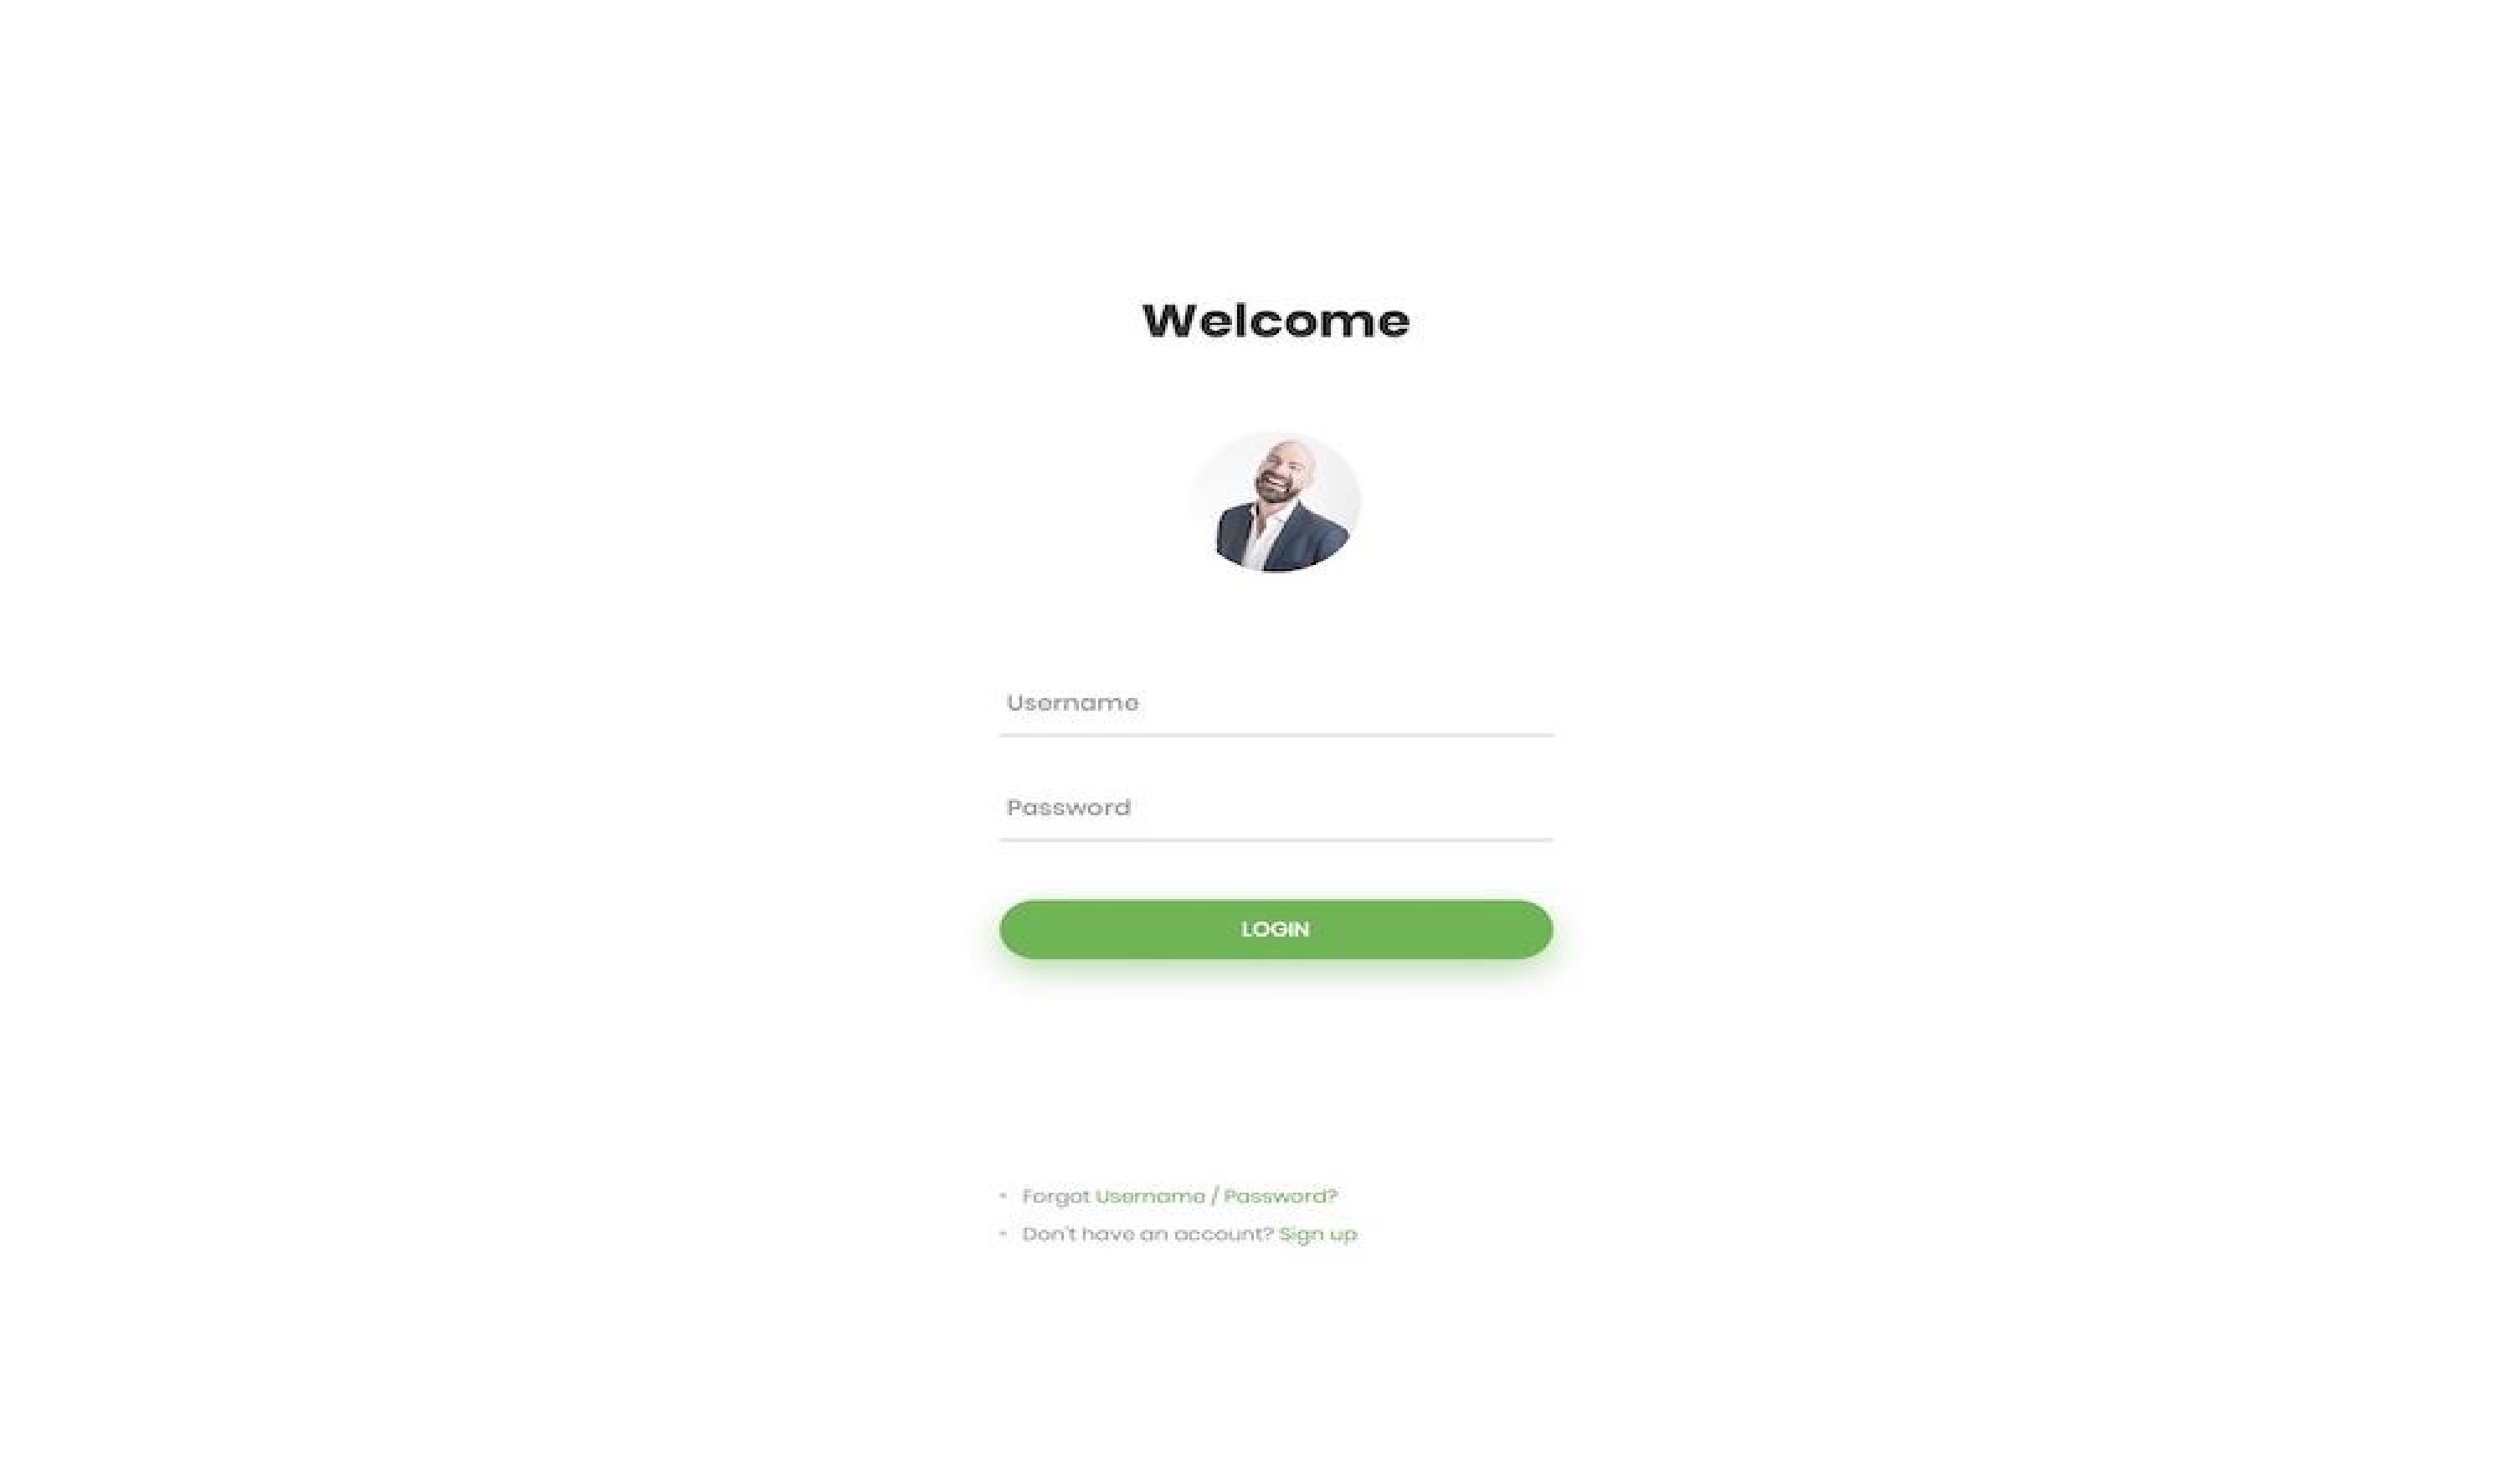 Welcome
Username
Password
LOGIN
Forgot Username / Password?
Don't have an account? Sign up